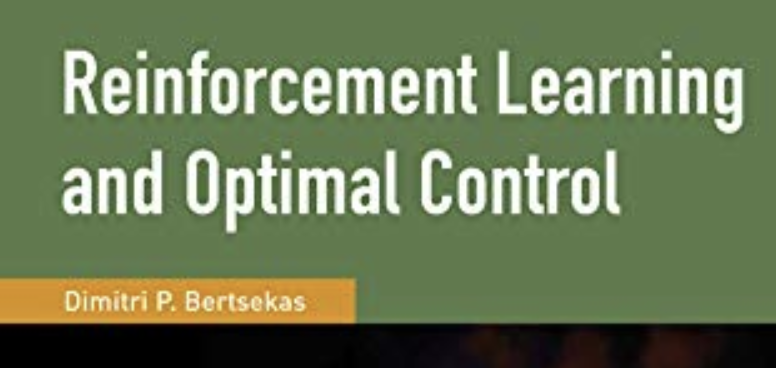 Reinforcement Learning
and Optimal Control
Dimitri P. Bertsekas